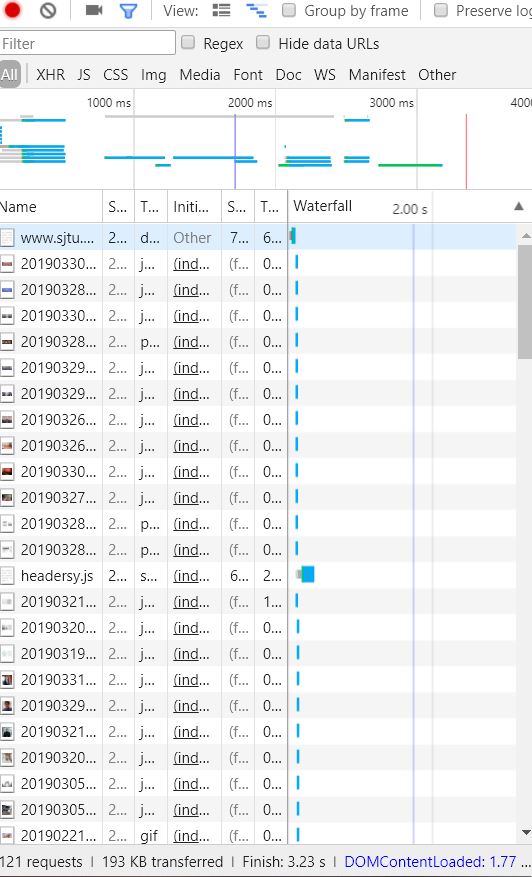 View: Group by frame Preserve log
Filter Regex Hide data URLs
All XHR JS CSS Img Media Font Doc WS Manifest Other
1000 ms 2000 ms 3000 ms 4000
Name S... T... Initi... S... T... Waterfall 2.00 s
www.sjtu.... 2... d... Other 7... 6...
20190330... 2... j... (ind... (f... 0...
20190328... 2... j... (ind... (f... 0...
20190330... 2... j... (ind... (f... 0...
20190328... 2... p... (ind... (f... 0...
20190329... 2... j... (ind... (f... 0...
20190329... 2... j... (ind... (f... 0...
20190326... 2... j... (ind... (f... 0...
20190326... 2... j... (ind... (f... 0...
20190330... 2... j... (ind... (f... 0...
20190327... 2... j... (ind... (f... 0...
20190328... 2... p... (ind... (f... 0...
20190328... 2... p... (ind... (f... 0...
headersy.js 2... s... (ind... 6... 2...
20190321... 2... j... (ind... (f... 1...
20190320... 2... j... (ind... (f... 0...
20190319... 2... j... (ind... (f... 0...
20190331... 2... j... (ind... (f... 0...
20190329... 2... j... (ind... (f... 0...
20190321... 2... j... (ind... (f... 0...
20190320... 2... j... (ind... (f... 0...
20190305... 2... j... (ind... (f... 0...
20190305... 2... j... (ind... (f... 0...
20190221... 2... gif (ind... (f... 0...
121 requests | 193 KB transferred | Finish: 3.23 s | DOMContentLoaded: 1.77 ...